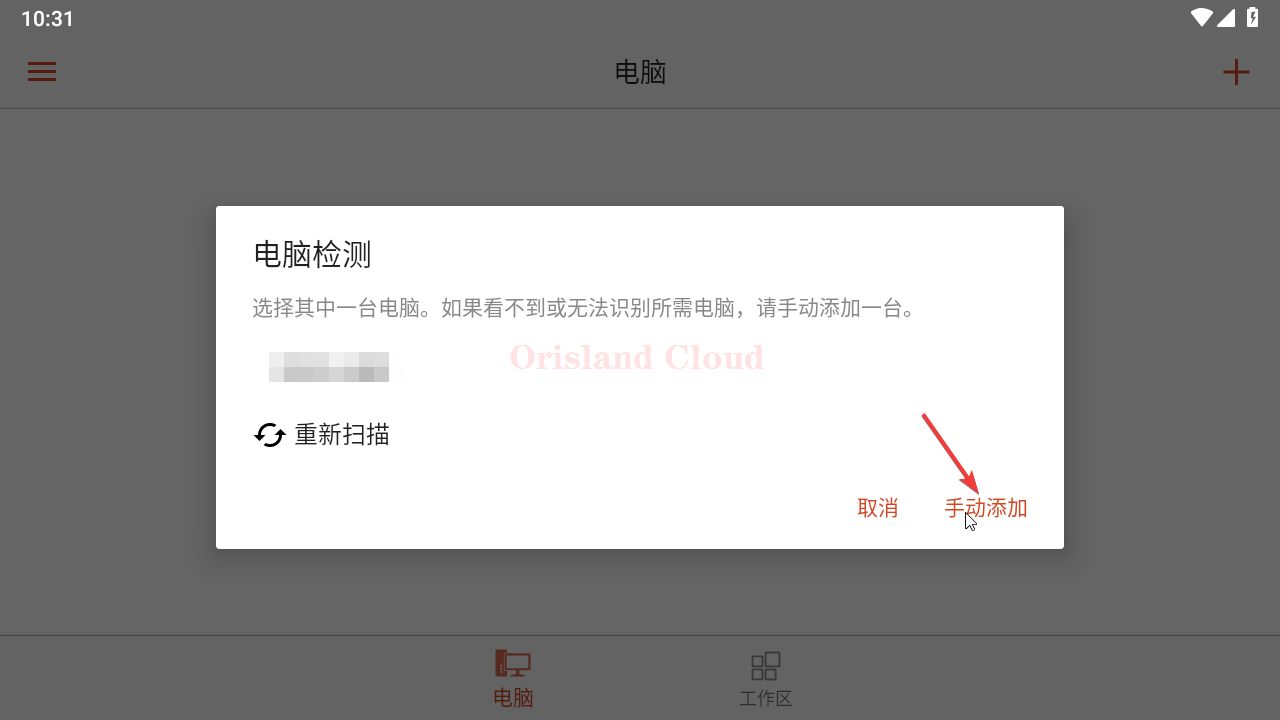 10:31
电脑
电脑检测
选择其中一台电脑。如果看不到或无法识别所需电脑，请手动添加一台。
Orisland Cloud
重新扫描
取消 手动添加
电脑 工作区